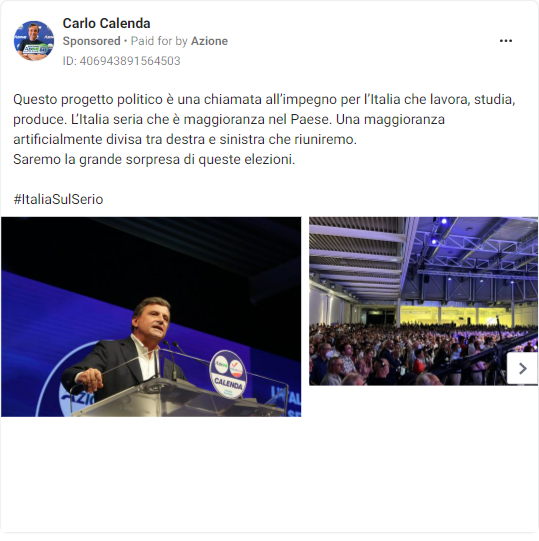 Carlo Calenda
Sponsored • Paid for by Azione
ID: 406943891564503
Questo progetto politico è una chiamata all’impegno per l’Italia che lavora, studia,
produce. L’Italia seria che è maggioranza nel Paese. Una maggioranza
artificialmente divisa tra destra e sinistra che riuniremo.
Saremo la grande sorpresa di queste elezioni.
#ItaliaSulSerio
CALENDA